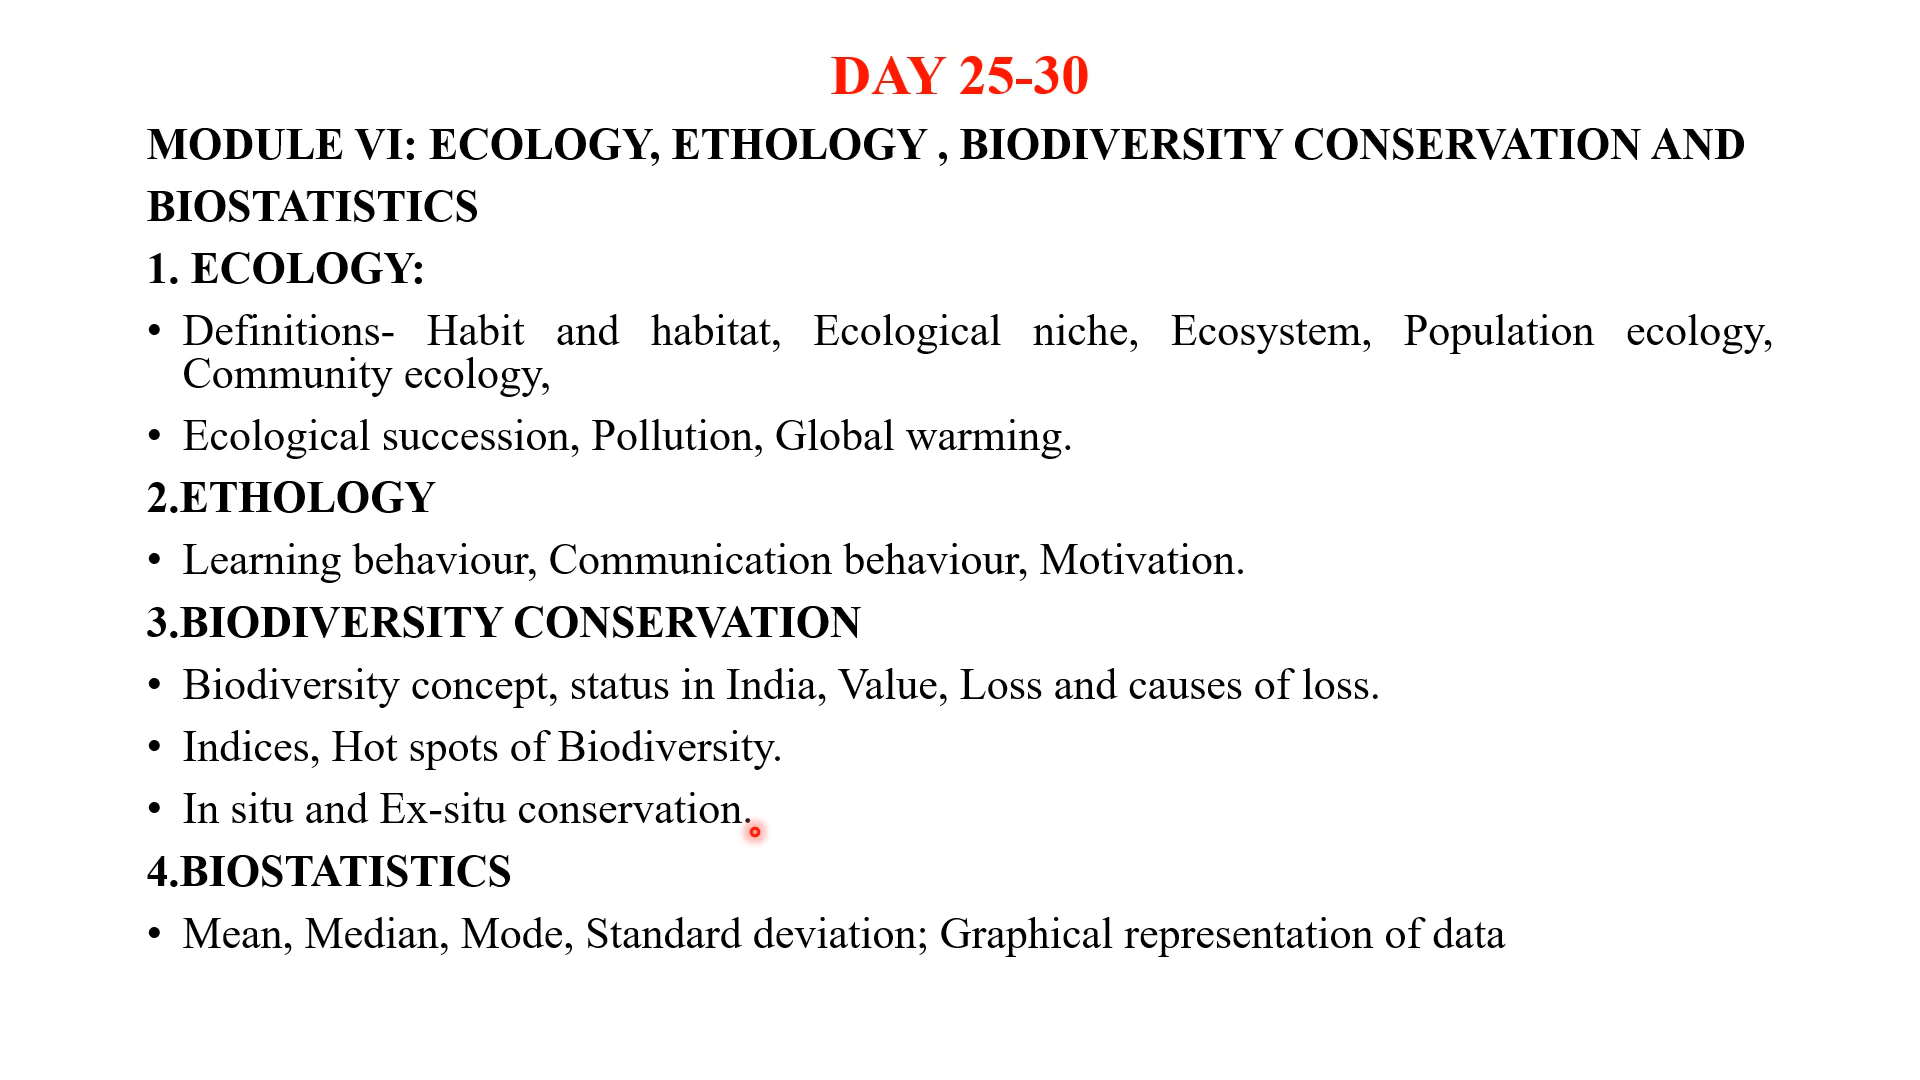 DAY 25-30
MODULE VI: ECOLOGY, ETHOLOGY , BIODIVERSITY CONSERVATION AND
BIOSTATISTICS
1. ECOLOGY:
• Definitions- Habit and habitat, Ecological niche, Ecosystem, Population ecology,
Community ecology,
• Ecological succession, Pollution, Global warming.
2.ETHOLOGY
• Learning behaviour, Communication behaviour, Motivation.
3.BIODIVERSITY CONSERVATION
• Biodiversity concept, status in India, Value, Loss and causes of loss.
• Indices, Hot spots of Biodiversity.
• In situ and Ex-situ conservation.
4.BIOSTATISTICS
• Mean, Median, Mode, Standard deviation; Graphical representation of data